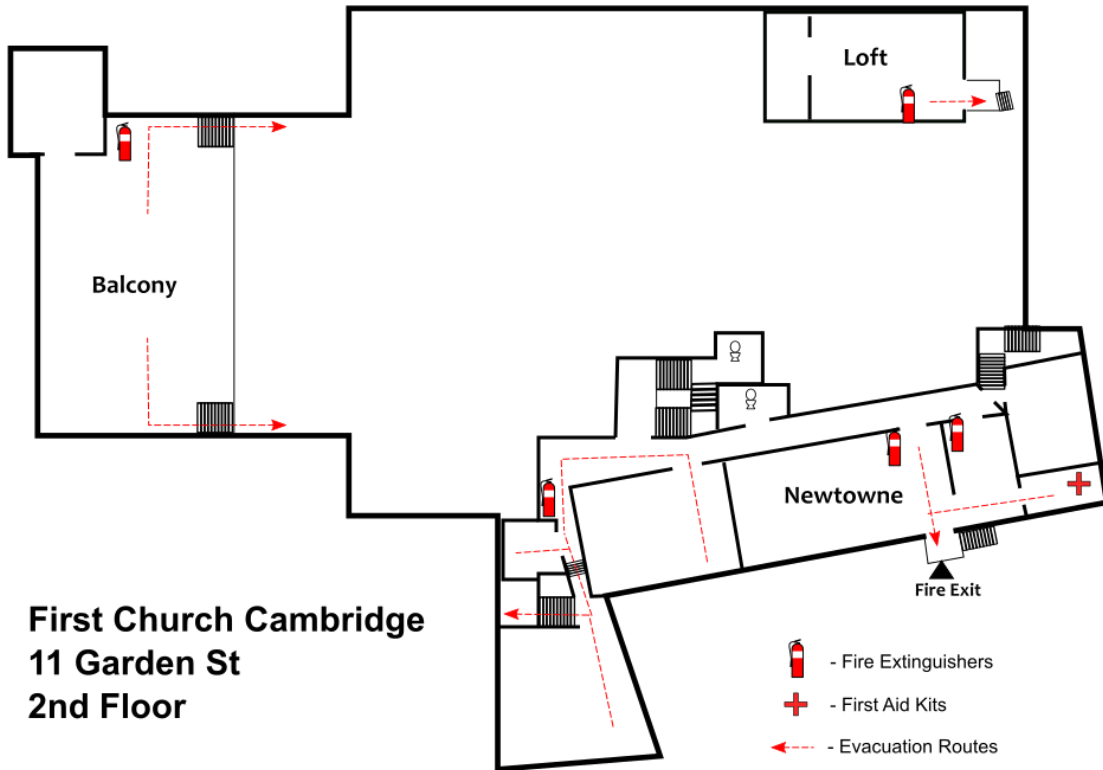 Loft
Balcony
Newtowne
Fire Exit
First Church Cambridge
11 Garden St
2nd Floor
- Fire Extinguishers
- First Aid Kits
- Evacuation Routes